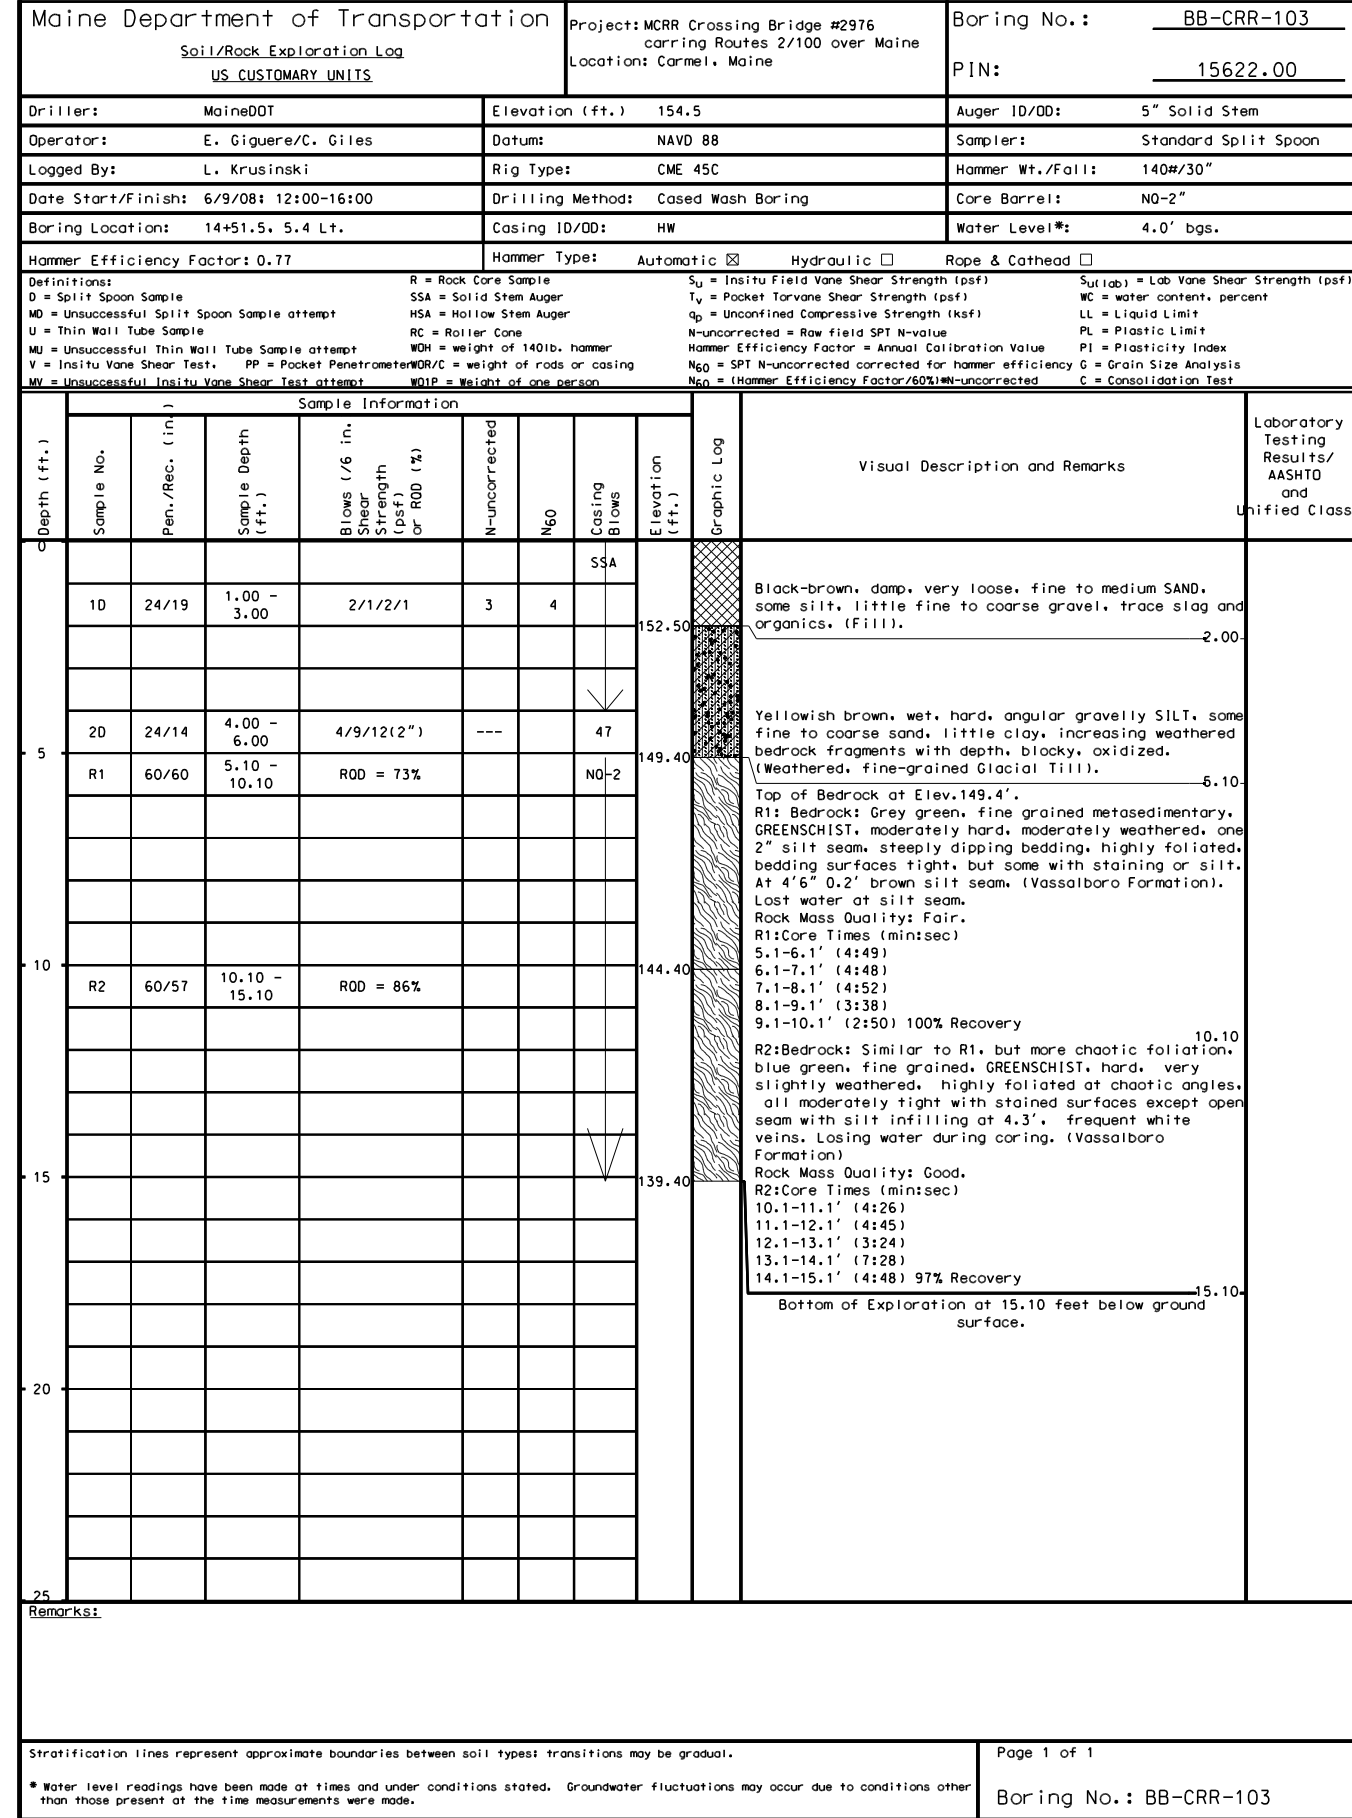 Maine Department of Transportation
Soil/Rock Exploration Log
US CUSTOMARY UNITS
Project: MCRR Crossing Bridge #2976
carring Routes 2/100 over Maine
Location: Carmel, Maine
Boring No.: BB-CRR-103
PIN: 15622.00
Driller: MaineDOT
Elevation (ft.) 154.5
Auger ID/OD: 5" Solid Stem
Operator: E. Giguere/C. Giles
Datum: NAVD 88
Sampler: Standard Split Spoon
Logged By: L. Krusinski
Rig Type: CME 45C
Hammer Wt./Fall: 140#/30"
Date Start/Finish: 6/9/08; 12:00-16:00
Drilling Method: Cased Wash Boring
Core Barrel: NQ-2"
Boring Location: 14+51.5, 5.4 Lt.
Casing ID/OD: HW
Water Level*: 4.0' bgs.
Hammer Efficiency Factor: 0.77
Hammer Type: Automatic ☒ Hydraulic ☐ Rope & Cathead ☐
Definitions:
D = Split Spoon Sample
MD = Unsuccessful Split Spoon Sample attempt
U = Thin Wall Tube Sample
MU = Unsuccessful Thin Wall Tube Sample attempt
V = Insitu Vane Shear Test, PP = Pocket Penetrometer
MV = Unsuccessful Insitu Vane Shear Test attempt
R = Rock Core Sample
SSA = Solid Stem Auger
HSA = Hollow Stem Auger
RC = Roller Cone
WOH = weight of 140lb. hammer
WOR/C = weight of rods or casing
WO1P = Weight of one person
Su = Insitu Field Vane Shear Strength (psf)
Tv = Pocket Torvane Shear Strength (psf)
qp = Unconfined Compressive Strength (ksf)
N-uncorrected = Raw field SPT N-value
Hammer Efficiency Factor = Annual Calibration Value
N60 = SPT N-uncorrected corrected for hammer efficiency
N60 = (Hammer Efficiency Factor/60%)*N-uncorrected
Su(lab) = Lab Vane Shear Strength (psf)
WC = water content, percent
LL = Liquid Limit
PL = Plastic Limit
PI = Plasticity Index
G = Grain Size Analysis
C = Consolidation Test
Sample Information
Depth (ft.)
Sample No.
Pen./Rec. (in.)
Sample Depth
(ft.)
Blows (/6 in.
Shear
Strength
(psf)
or RQD (%)
N-uncorrected
N60
Casing
Blows
Elevation
(ft.)
Graphic Log
Visual Description and Remarks
Laboratory
Testing
Results/
AASHTO
and
Unified Class
0
SSA
1D 24/19 1.00 - 3.00 2/1/2/1 3 4
152.50
Black-brown, damp, very loose, fine to medium SAND,
some silt, little fine to coarse gravel, trace slag and
organics, (Fill).
2.00
2D 24/14 4.00 - 6.00 4/9/12(2") --- 47
5
149.40
Yellowish brown, wet, hard, angular gravelly SILT, some
fine to coarse sand, little clay, increasing weathered
bedrock fragments with depth, blocky, oxidized.
(Weathered, fine-grained Glacial Till).
5.10
R1 60/60 5.10 - 10.10 RQD = 73% NQ-2
Top of Bedrock at Elev.149.4'.
R1: Bedrock: Grey green, fine grained metasedimentary,
GREENSCHIST, moderately hard, moderately weathered, one
2" silt seam, steeply dipping bedding, highly foliated,
bedding surfaces tight, but some with staining or silt.
At 4'6" 0.2' brown silt seam, (Vassalboro Formation).
Lost water at silt seam.
Rock Mass Quality: Fair.
R1:Core Times (min:sec)
5.1-6.1' (4:49)
6.1-7.1' (4:48)
7.1-8.1' (4:52)
8.1-9.1' (3:38)
9.1-10.1' (2:50) 100% Recovery
10.10
10
144.40
R2 60/57 10.10 - 15.10 RQD = 86%
R2:Bedrock: Similar to R1, but more chaotic foliation,
blue green, fine grained, GREENSCHIST, hard, very
slightly weathered, highly foliated at chaotic angles,
all moderately tight with stained surfaces except open
seam with silt infilling at 4.3', frequent white
veins. Losing water during coring. (Vassalboro
Formation)
Rock Mass Quality: Good.
R2:Core Times (min:sec)
10.1-11.1' (4:26)
11.1-12.1' (4:45)
12.1-13.1' (3:24)
13.1-14.1' (7:28)
14.1-15.1' (4:48) 97% Recovery
15.10
15
139.40
Bottom of Exploration at 15.10 feet below ground
surface.
20
25
Remarks:
Stratification lines represent approximate boundaries between soil types; transitions may be gradual.
* Water level readings have been made at times and under conditions stated. Groundwater fluctuations may occur due to conditions other
than those present at the time measurements were made.
Page 1 of 1
Boring No.: BB-CRR-103